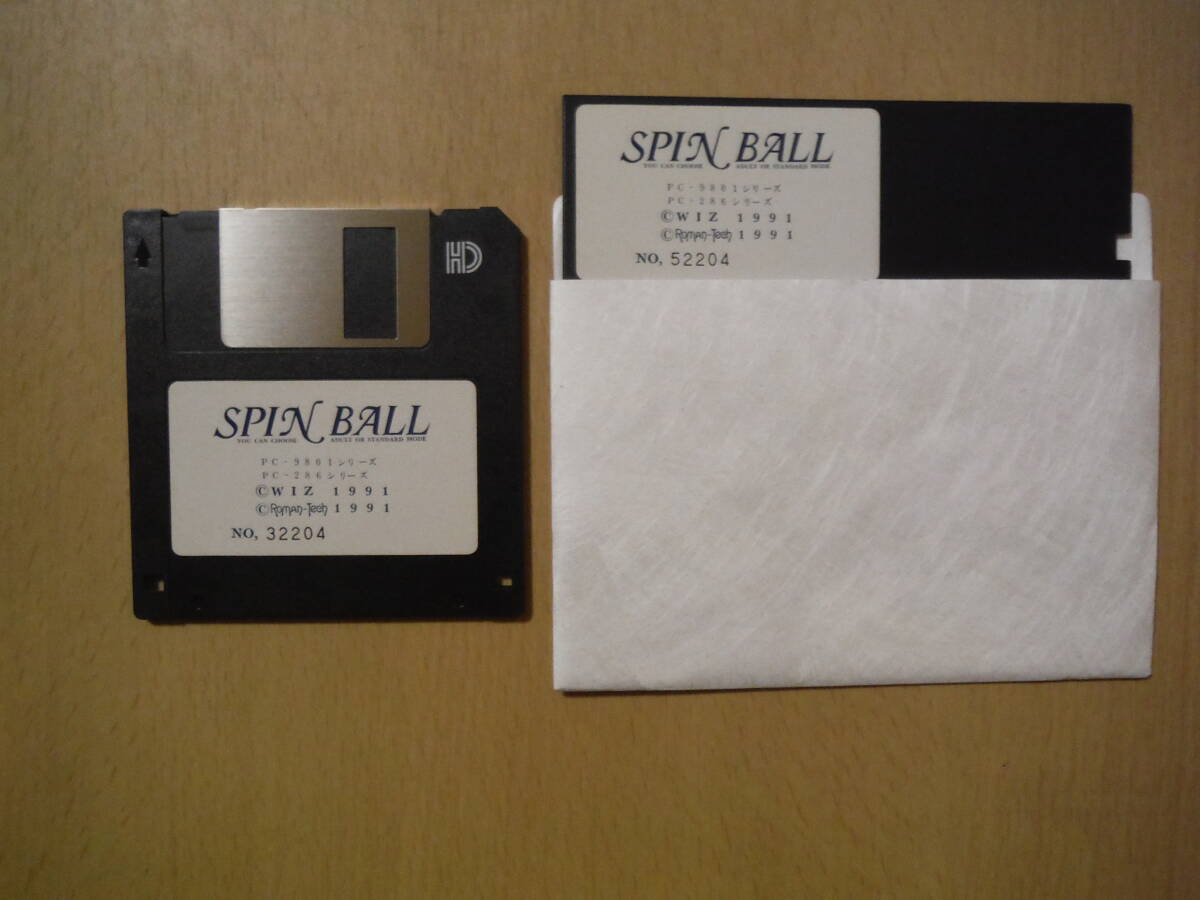 HD
SPIN BALL
YOU CAN CHOOSE ADULT OR STANDARD MODE
PC-9801シリーズ
PC-286シリーズ
©WIZ 1991
©Roman-Tech 1991
NO, 32204
SPIN BALL
YOU CAN CHOOSE ADULT OR STANDARD MODE
PC-9801シリーズ
PC-286シリーズ
©WIZ 1991
©Roman-Tech 1991
NO, 52204